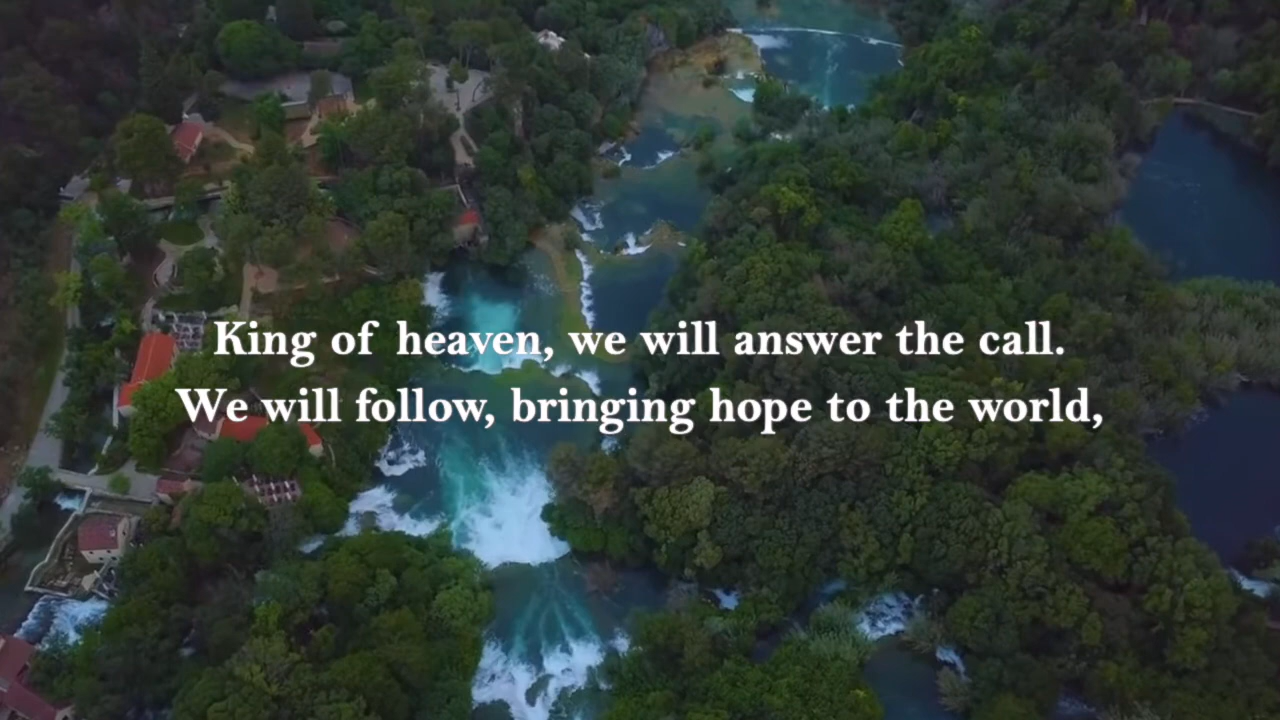 King of heaven, we will answer the call.
We will follow, bringing hope to the world,